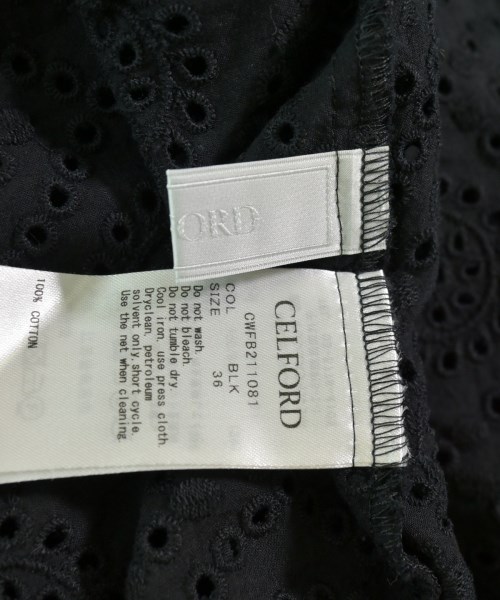 ORD
CELFORD
CWFB211081
COL BLK
SIZE 36
Do not wash.
Do not bleach.
Do not tumble dry.
Cool iron, use press cloth.
Dryclean, petroleum
solvent only,short cycle.
Use the net when cleaning.
100% COTTON